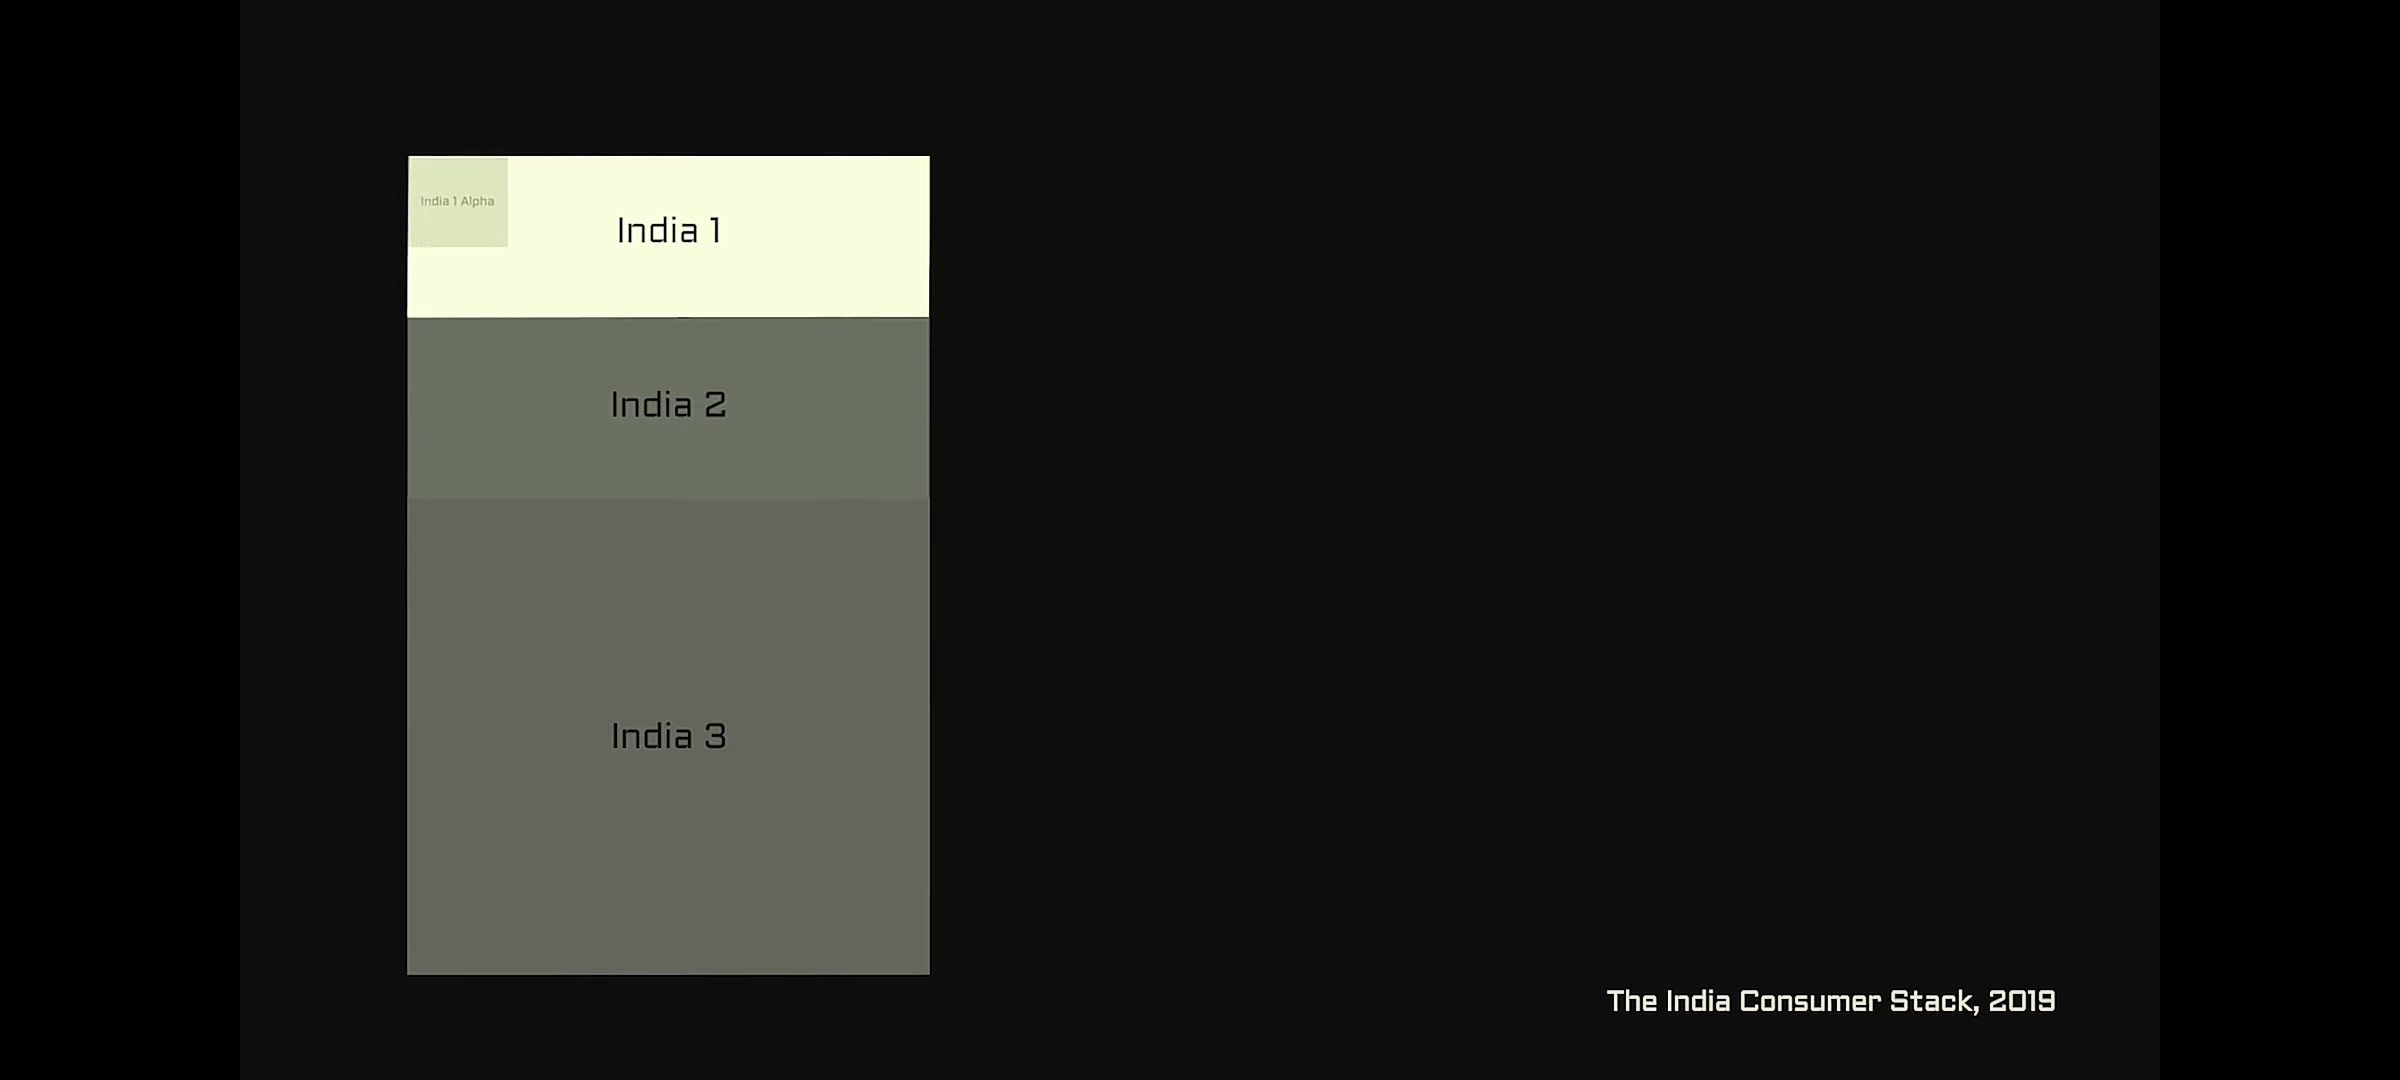 India 1 Alpha
India 1
India 2
India 3
The India Consumer Stack, 2019